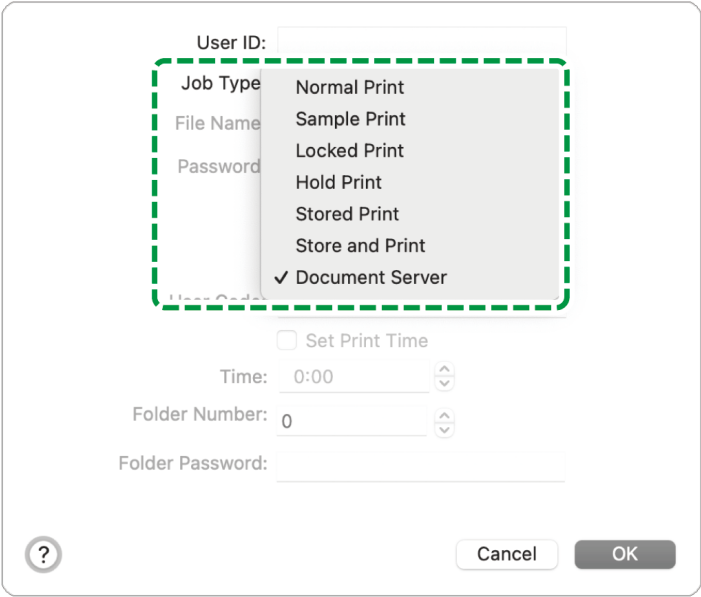 User ID:
Job Type
Normal Print
Sample Print
File Name
Locked Print
Password
Hold Print
Stored Print
Store and Print
✓ Document Server
Set Print Time
Time: 0:00
Folder Number: 0
Folder Password:
? Cancel OK